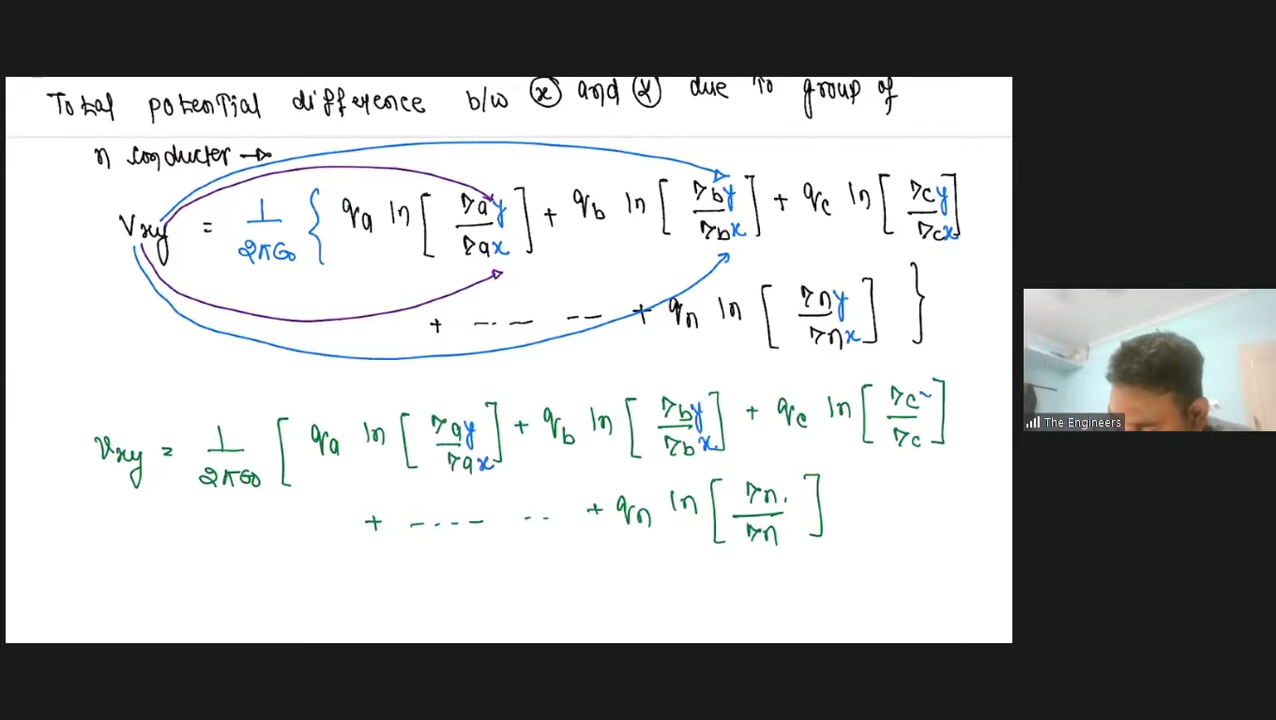 Total potential difference b/w ⓧ and ⓨ due to group of
n conducter →
Vxy = 1/2πϵ₀ { qa ln [ ray/rax ] + qb ln [ rby/rbx ] + qc ln [ rcy/rcx ]
+ ---- -- + qn ln [ rny/rnx ] }
Vxy = 1/2πϵ₀ [ qa ln [ ray/rax ] + qb ln [ rby/rbx ] + qc ln [ rc/rc ]
+ ----- -- + qn ln [ rn/rn ]
The Engineers